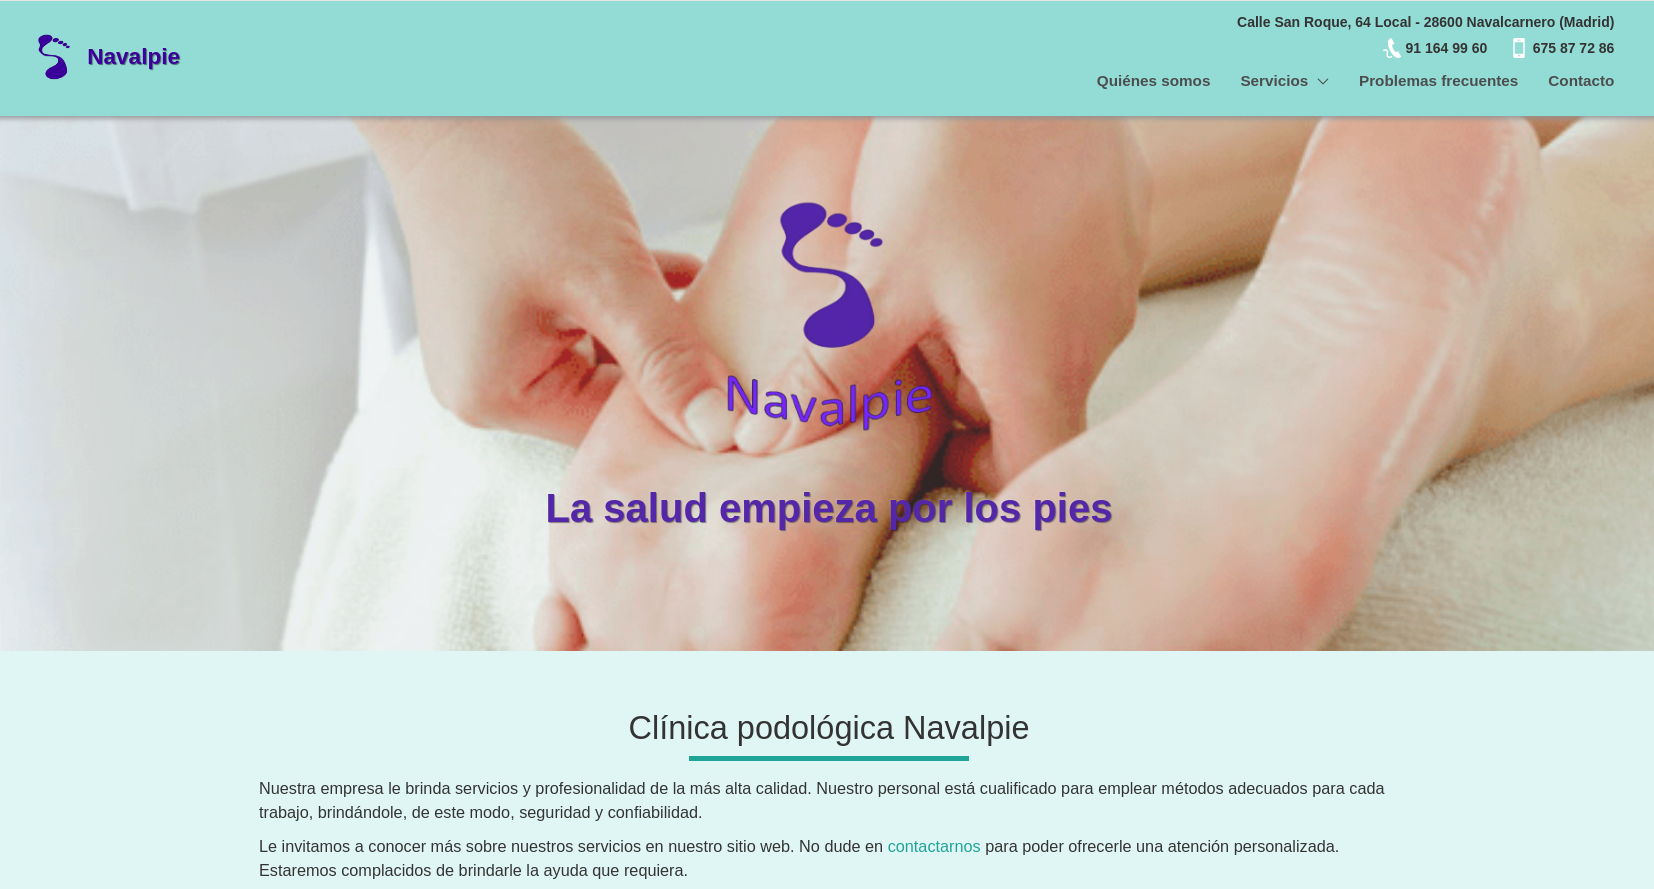 Calle San Roque, 64 Local - 28600 Navalcarnero (Madrid)
Navalpie
91 164 99 60 675 87 72 86
Quiénes somos Servicios Problemas frecuentes Contacto
Navalpie
La salud empieza por los pies
Clínica podológica Navalpie
Nuestra empresa le brinda servicios y profesionalidad de la más alta calidad. Nuestro personal está cualificado para emplear métodos adecuados para cada
trabajo, brindándole, de este modo, seguridad y confiabilidad.
Le invitamos a conocer más sobre nuestros servicios en nuestro sitio web. No dude en contactarnos para poder ofrecerle una atención personalizada.
Estaremos complacidos de brindarle la ayuda que requiera.